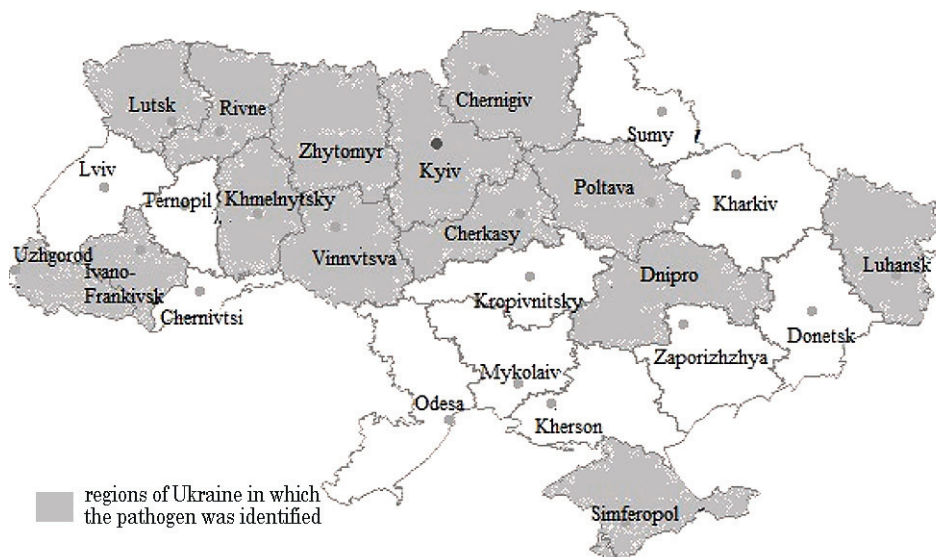 Chernigiv
Lutsk
Rivne
Sumy
Zhytomyr
Kyiv
Lviv
Poltava
Ternopil
Khmelnytsky
Kharkiv
Cherkasy
Uzhgorod
Vinnvtsva
Luhansk
Ivano-
Frankivsk
Dnipro
Kropivnitsky
Chernivtsi
Donetsk
Zaporizhzhya
Mykolaiv
Odesa
Kherson
regions of Ukraine in which
the pathogen was identified
Simferopol